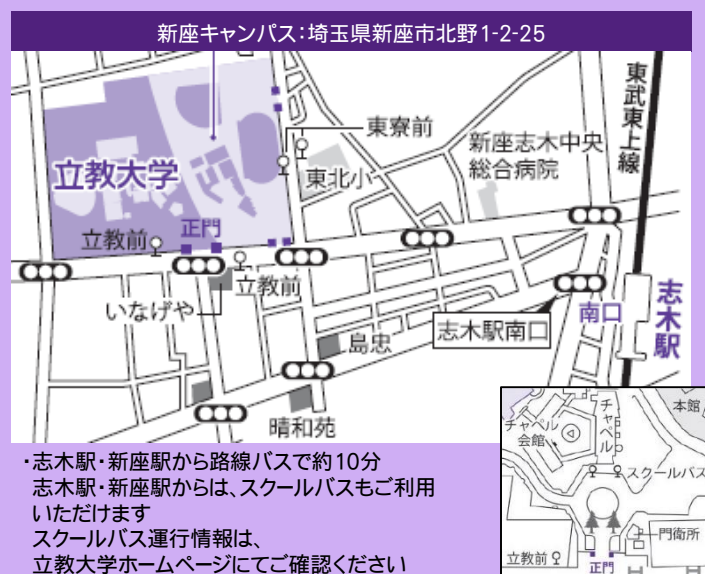 新座キャンパス：埼玉県新座市北野1-2-25
東武東上線
東寮前
新座志木中央
総合病院
立教大学
東北小
正門
立教前
立教前
いなげや
志木駅南口
南口
志木駅
島忠
晴和苑
・志木駅・新座駅から路線バスで約10分
志木駅・新座駅からは、スクールバスもご利用
いただけます
スクールバス運行情報は、
立教大学ホームページにてご確認ください
本館
チャペル
チャペル
会館
スクールバス
門衛所
立教前
正門